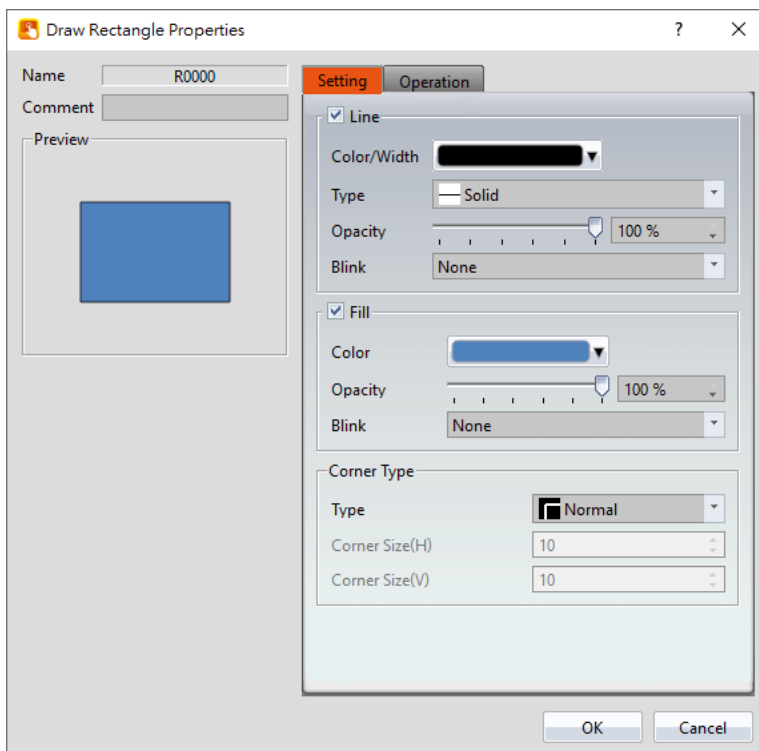 Draw Rectangle Properties
Name R0000
Comment
Preview
Setting Operation
Line
Color/Width
Type Solid
Opacity 100 %
Blink None
Fill
Color
Opacity 100 %
Blink None
Corner Type
Type Normal
Corner Size(H) 10
Corner Size(V) 10
OK Cancel